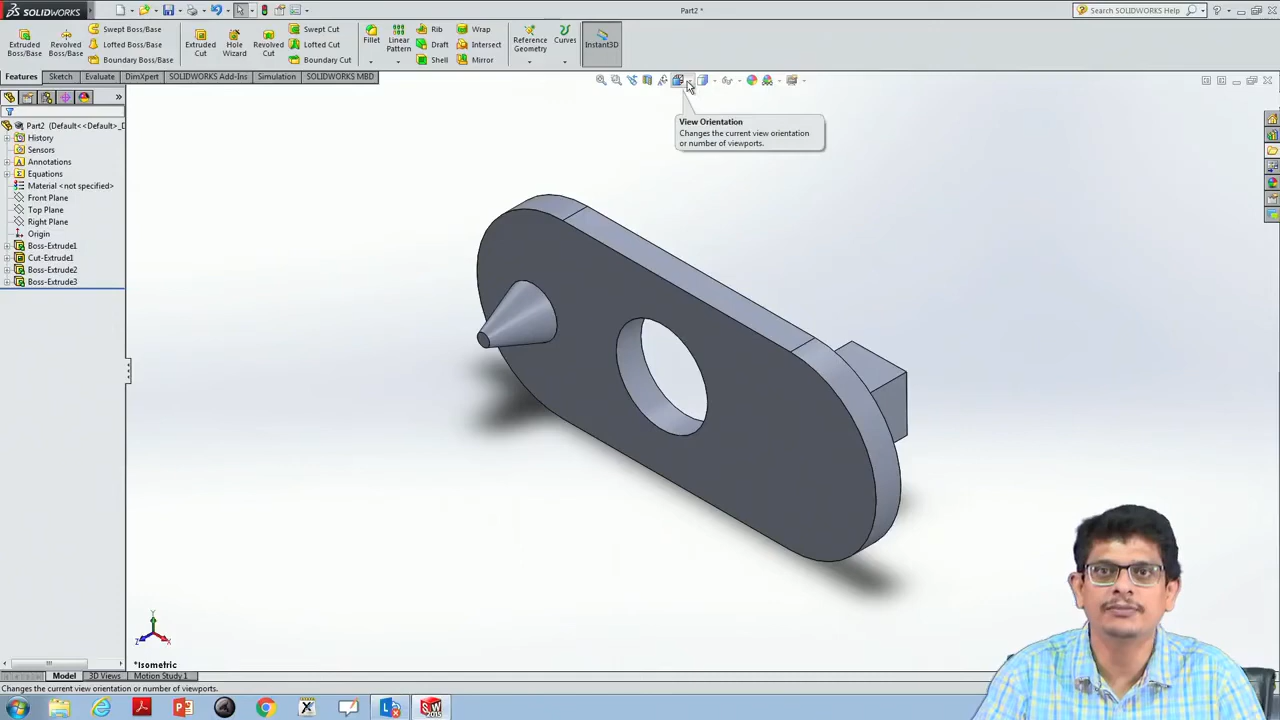 SOLIDWORKS
Part2 *
Search SOLIDWORKS Help
Extruded Boss/Base
Revolved Boss/Base
Swept Boss/Base
Lofted Boss/Base
Boundary Boss/Base
Extruded Cut
Hole Wizard
Revolved Cut
Swept Cut
Lofted Cut
Boundary Cut
Fillet
Linear Pattern
Rib
Draft
Shell
Wrap
Intersect
Mirror
Reference Geometry
Curves
Instant3D
Features
Sketch
Evaluate
DimXpert
SOLIDWORKS Add-Ins
Simulation
SOLIDWORKS MBD
View Orientation
Changes the current view orientation
or number of viewports.
Part2 (Default<<Default>_D
History
Sensors
Annotations
Equations
Material <not specified>
Front Plane
Top Plane
Right Plane
Origin
Boss-Extrude1
Cut-Extrude1
Boss-Extrude2
Boss-Extrude3
Y
Z
X
*Isometric
Model
3D Views
Motion Study 1
Changes the current view orientation or number of viewports.
SW
2015